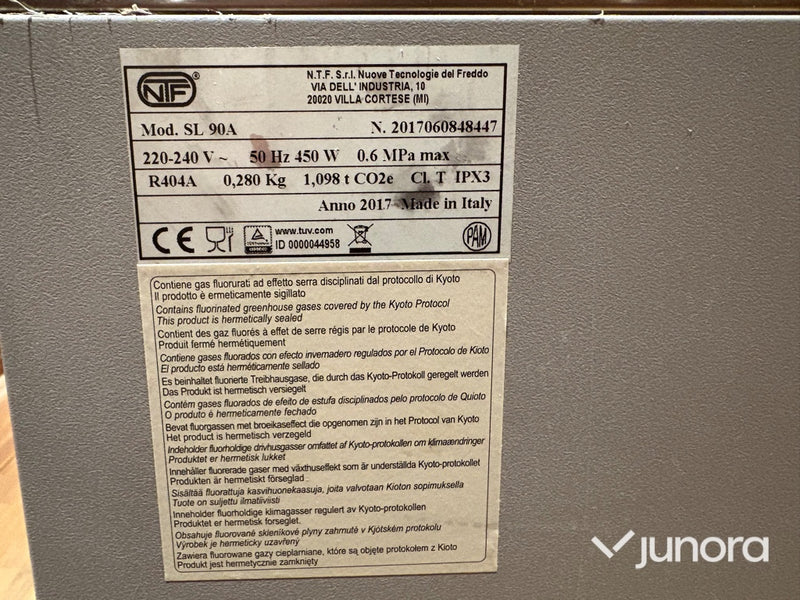 NTF®
N.T.F. S.r.l. Nuove Tecnologie del Freddo
VIA DELL' INDUSTRIA, 10
20020 VILLA CORTESE (MI)
Mod. SL 90A N. 2017060848447
220-240 V ~ 50 Hz 450 W 0.6 MPa max
R404A 0,280 Kg 1,098 t CO2e Cl. T IPX3
Anno 2017 Made in Italy
CE www.tuv.com
ID 0000044958
PAM
Contiene gas fluorurati ad effetto serra disciplinati dal protocollo di Kyoto
Il prodotto è ermeticamente sigillato
Contains fluorinated greenhouse gases covered by the Kyoto Protocol
This product is hermetically sealed
Contient des gaz fluorés à effet de serre régis par le protocole de Kyoto
Produit fermé hermétiquement
Contiene gases fluorados con efecto invernadero regulados por el Protocolo de Kioto
El producto está herméticamente sellado
Es beinhaltet fluorierte Treibhausgase, die durch das Kyoto-Protokoll geregelt werden
Das Produkt ist hermetisch versiegelt
Contém gases fluorados de efeito de estufa disciplinados pelo protocolo de Quioto
O produto é hermeticamente fechado
Bevat fluorgassen met broeikaseffect die opgenomen zijn in het Protocol van Kyoto
Het product is hermetisch verzegeld
Indeholder fluorholdige drivhusgasser omfattet af Kyoto-protokollen om klimaændringer
Produktet er hermetisk lukket
Innehåller fluorerade gaser med växthuseffekt som är underställda Kyoto-protokollet
Produkten är hermetiskt förseglad
Sisältää fluorattuja kasvihuonekaasuja, joita valvotaan Kioton sopimuksella
Tuote on suljettu ilmatiiviisti
Inneholder fluorholdige klimagasser regulert av Kyoto-protokollen
Produktet er hermetisk forseglet.
Obsahuje fluorované skleníkové plyny zahrnuté v Kjótském protokolu
Výrobek je hermeticky uzavřený
Zawiera fluorowane gazy cieplarniane, które są objęte protokołem z Kioto
Produkt jest hermetycznie zamknięty
junora